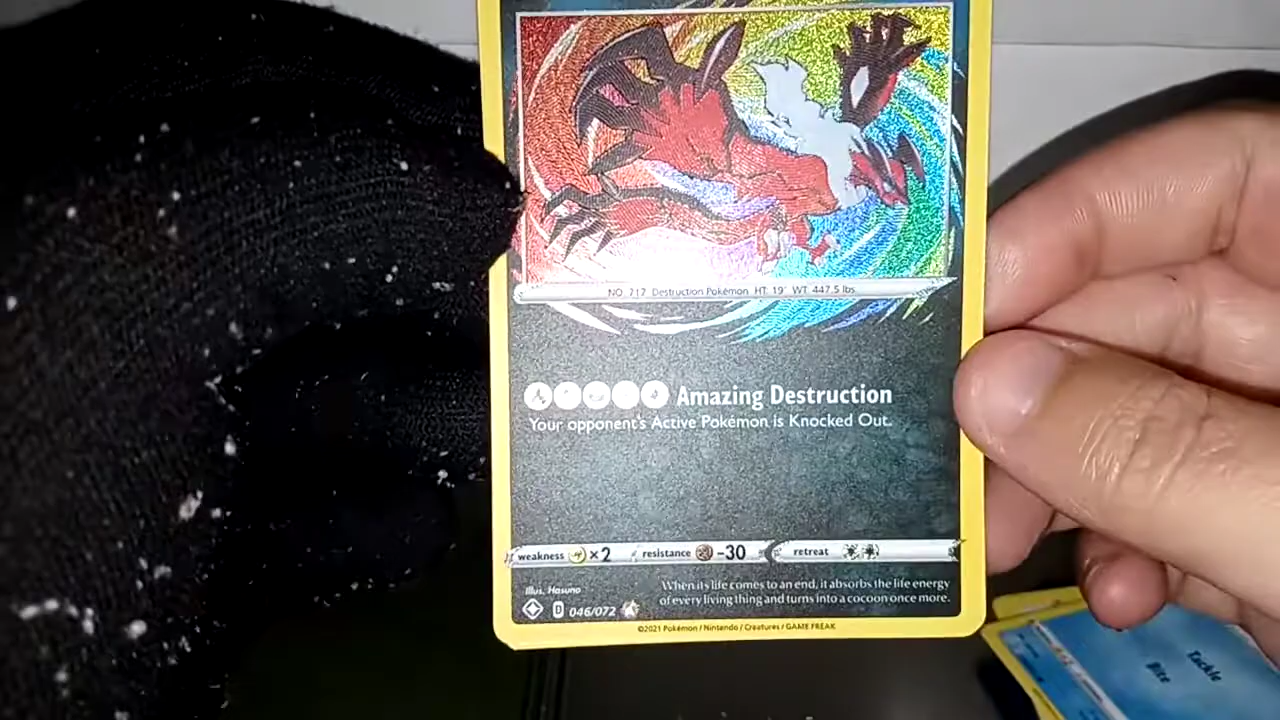 NO. 717 Destruction Pokémon HT: 19' WT: 447.5 lbs.
Amazing Destruction
Your opponent's Active Pokémon is Knocked Out.
weakness ×2 resistance -30 retreat
Illus. Hasuno
When its life comes to an end, it absorbs the life energy
of every living thing and turns into a cocoon once more.
D 046/072
©2021 Pokémon / Nintendo / Creatures / GAME FREAK
Tackle
Bite